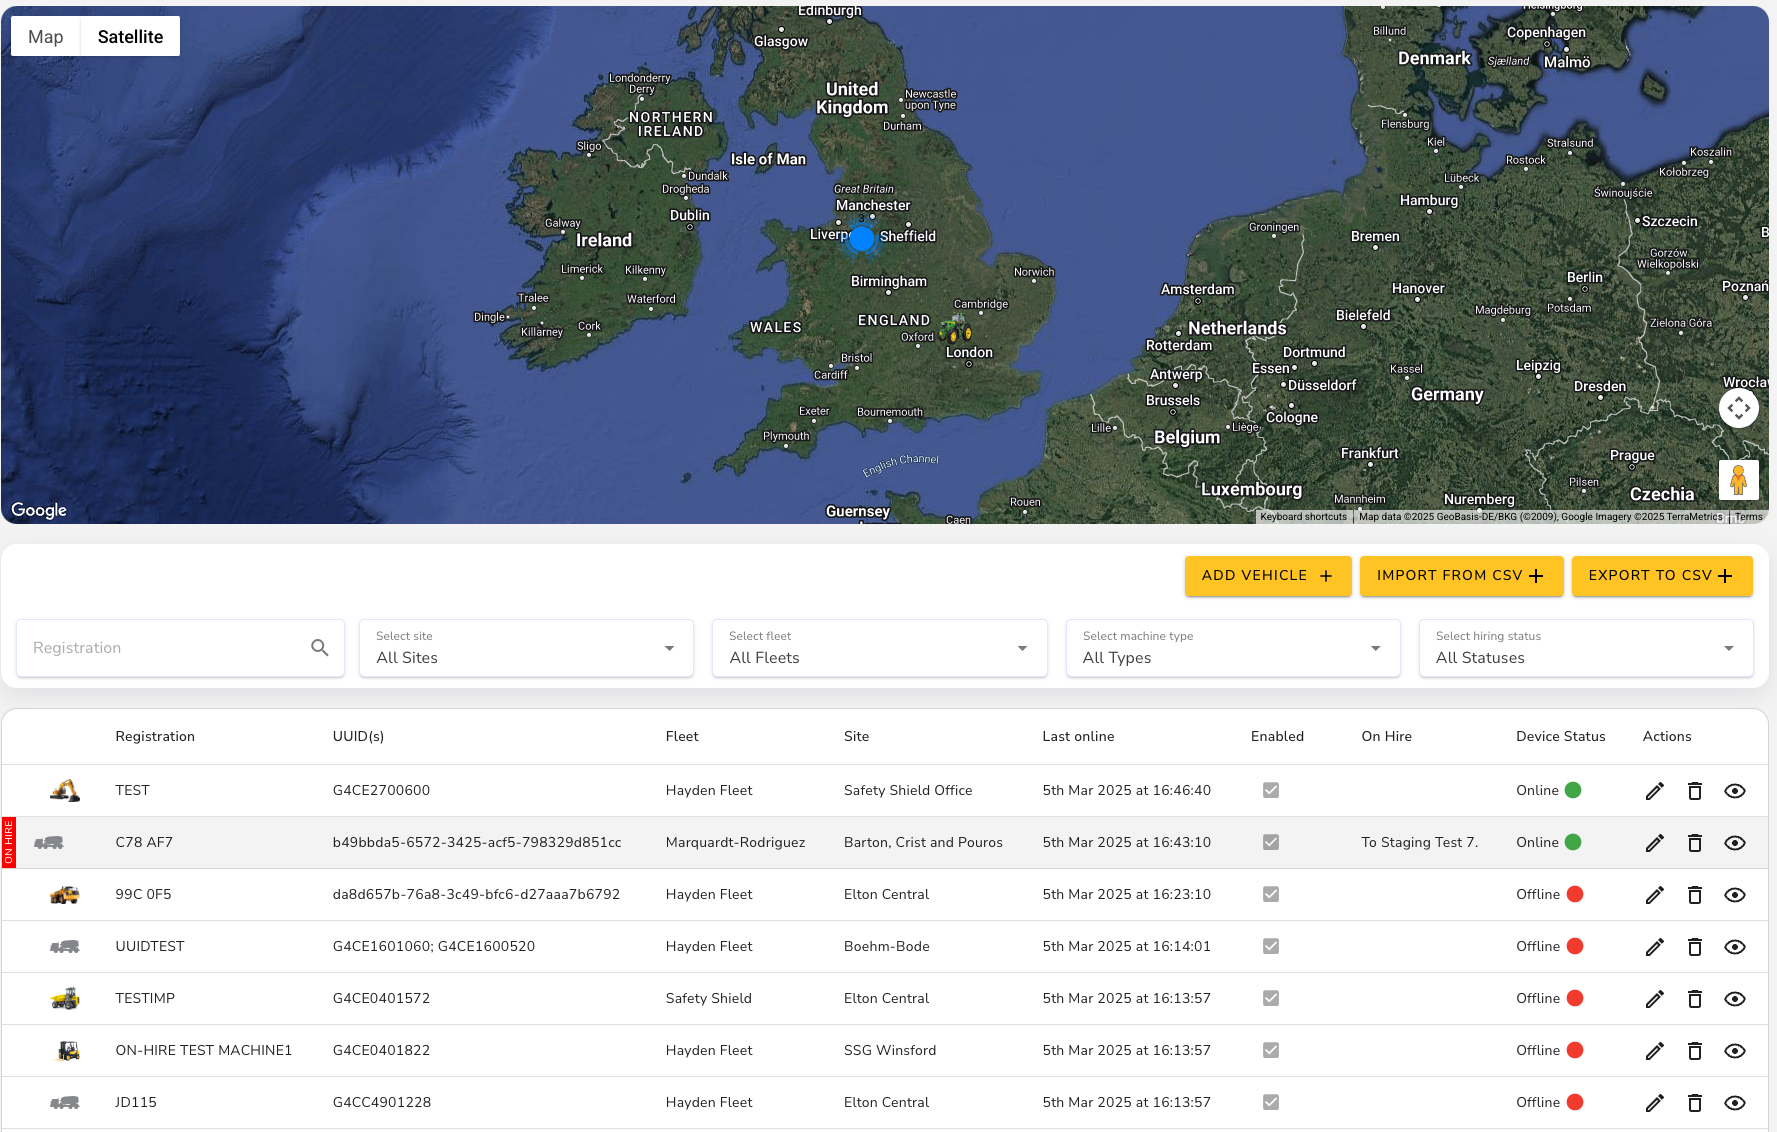 Map
Satellite
Edinburgh
Glasgow
Londonderry
Derry
NORTHERN
IRELAND
United
Kingdom
Newcastle
upon Tyne
Durham
Sligo
Isle of Man
Dundalk
Drogheda
Great Britain
Manchester
3
Dublin
Galway
Ireland
Liverpo
Sheffield
Limerick
Kilkenny
Birmingham
Norwich
Tralee
Waterford
Cambridge
Dingle
Killarney
Cork
WALES
ENGLAND
Oxford
London
Bristol
Cardiff
Exeter
Bournemouth
Plymouth
English Channel
Guernsey
Caen
Rouen
Helsingborg
Billund
Copenhagen
Denmark
Sjælland
Malmö
Flensburg
Kiel
Stralsund
Rostock
Koszalin
Kołobrzeg
Lübeck
Świnoujście
Hamburg
Szczecin
Groningen
Bremen
Gorzów
Wielkopolski
Berlin
Amsterdam
Hanover
Poznań
Magdeburg
Potsdam
Bielefeld
Zielona Góra
Netherlands
Rotterdam
Dortmund
Essen
Kassel
Leipzig
Antwerp
Düsseldorf
Dresden
Wrocła
Germany
Brussels
Cologne
Lille
Liège
Belgium
Frankfurt
Prague
Pilsen
Luxembourg
Mannheim
Nuremberg
Czechia
Google
Keyboard shortcuts
Map data ©2025 GeoBasis-DE/BKG (©2009), Google Imagery ©2025 TerraMetrics
Terms
ADD VEHICLE +
IMPORT FROM CSV +
EXPORT TO CSV +
Registration
Select site
All Sites
Select fleet
All Fleets
Select machine type
All Types
Select hiring status
All Statuses
Registration UUID(s) Fleet Site Last online Enabled On Hire Device Status Actions
TEST G4CE2700600 Hayden Fleet Safety Shield Office 5th Mar 2025 at 16:46:40 Online
ON HIRE C78 AF7 b49bbda5-6572-3425-acf5-798329d851cc Marquardt-Rodriguez Barton, Crist and Pouros 5th Mar 2025 at 16:43:10 To Staging Test 7. Online
99C 0F5 da8d657b-76a8-3c49-bfc6-d27aaa7b6792 Hayden Fleet Elton Central 5th Mar 2025 at 16:23:10 Offline
UUIDTEST G4CE1601060; G4CE1600520 Hayden Fleet Boehm-Bode 5th Mar 2025 at 16:14:01 Offline
TESTIMP G4CE0401572 Safety Shield Elton Central 5th Mar 2025 at 16:13:57 Offline
ON-HIRE TEST MACHINE1 G4CE0401822 Hayden Fleet SSG Winsford 5th Mar 2025 at 16:13:57 Offline
JD115 G4CC4901228 Hayden Fleet Elton Central 5th Mar 2025 at 16:13:57 Offline